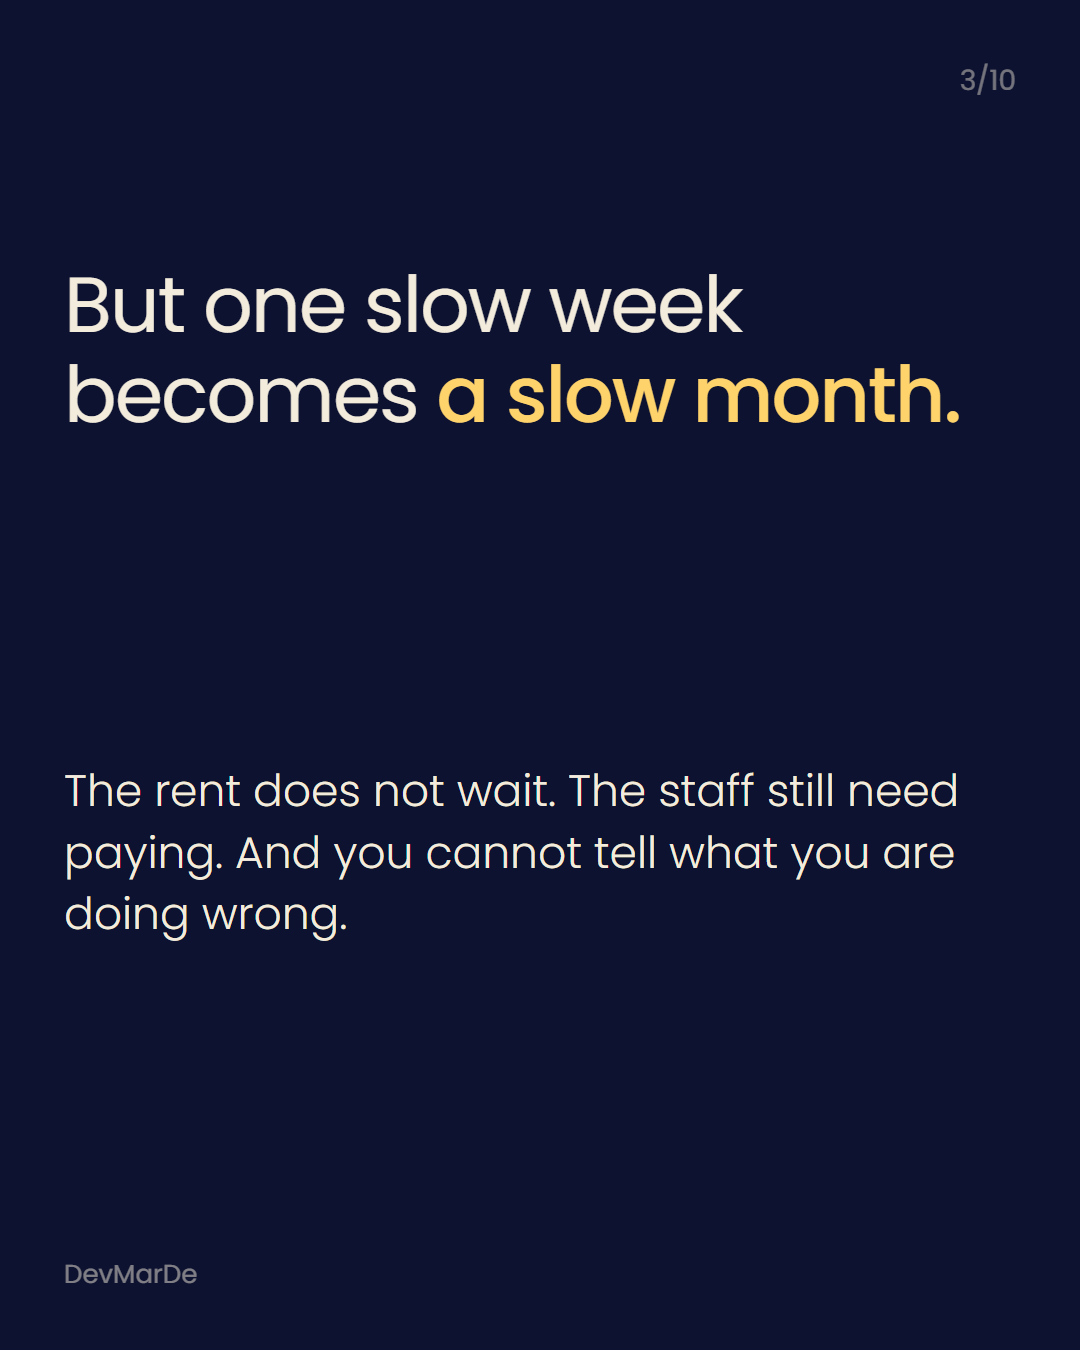 3/10
But one slow week
becomes a slow month.
The rent does not wait. The staff still need
paying. And you cannot tell what you are
doing wrong.
DevMarDe